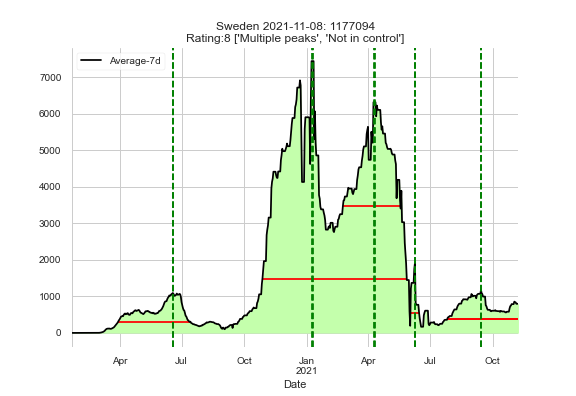 Sweden 2021-11-08: 1177094
Rating:8 ['Multiple peaks', 'Not in control']
Average-7d
7000
6000
5000
4000
3000
2000
1000
0
Apr Jul Oct Jan Apr Jul Oct
2021
Date